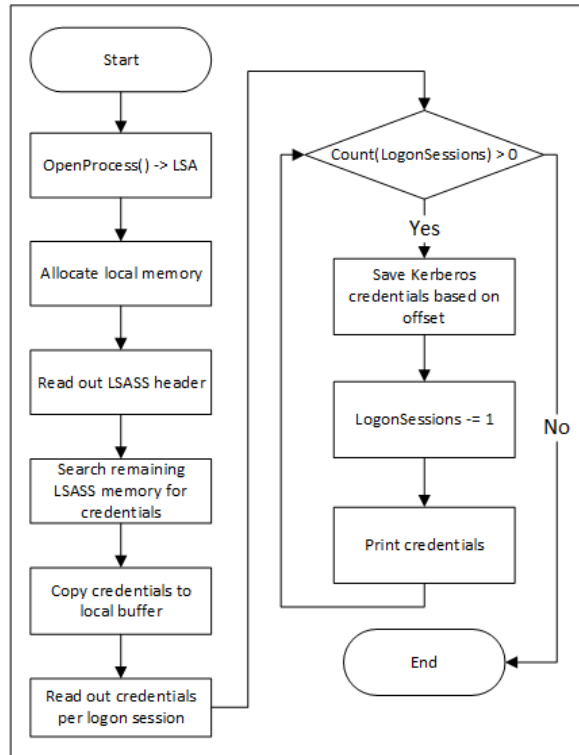 Start
OpenProcess() -> LSA
Allocate local memory
Read out LSASS header
Search remaining
LSASS memory for
credentials
Copy credentials to
local buffer
Read out credentials
per logon session
Count(LogonSessions) > 0
Yes
Save Kerberos
credentials based on
offset
LogonSessions -= 1
No
Print credentials
End